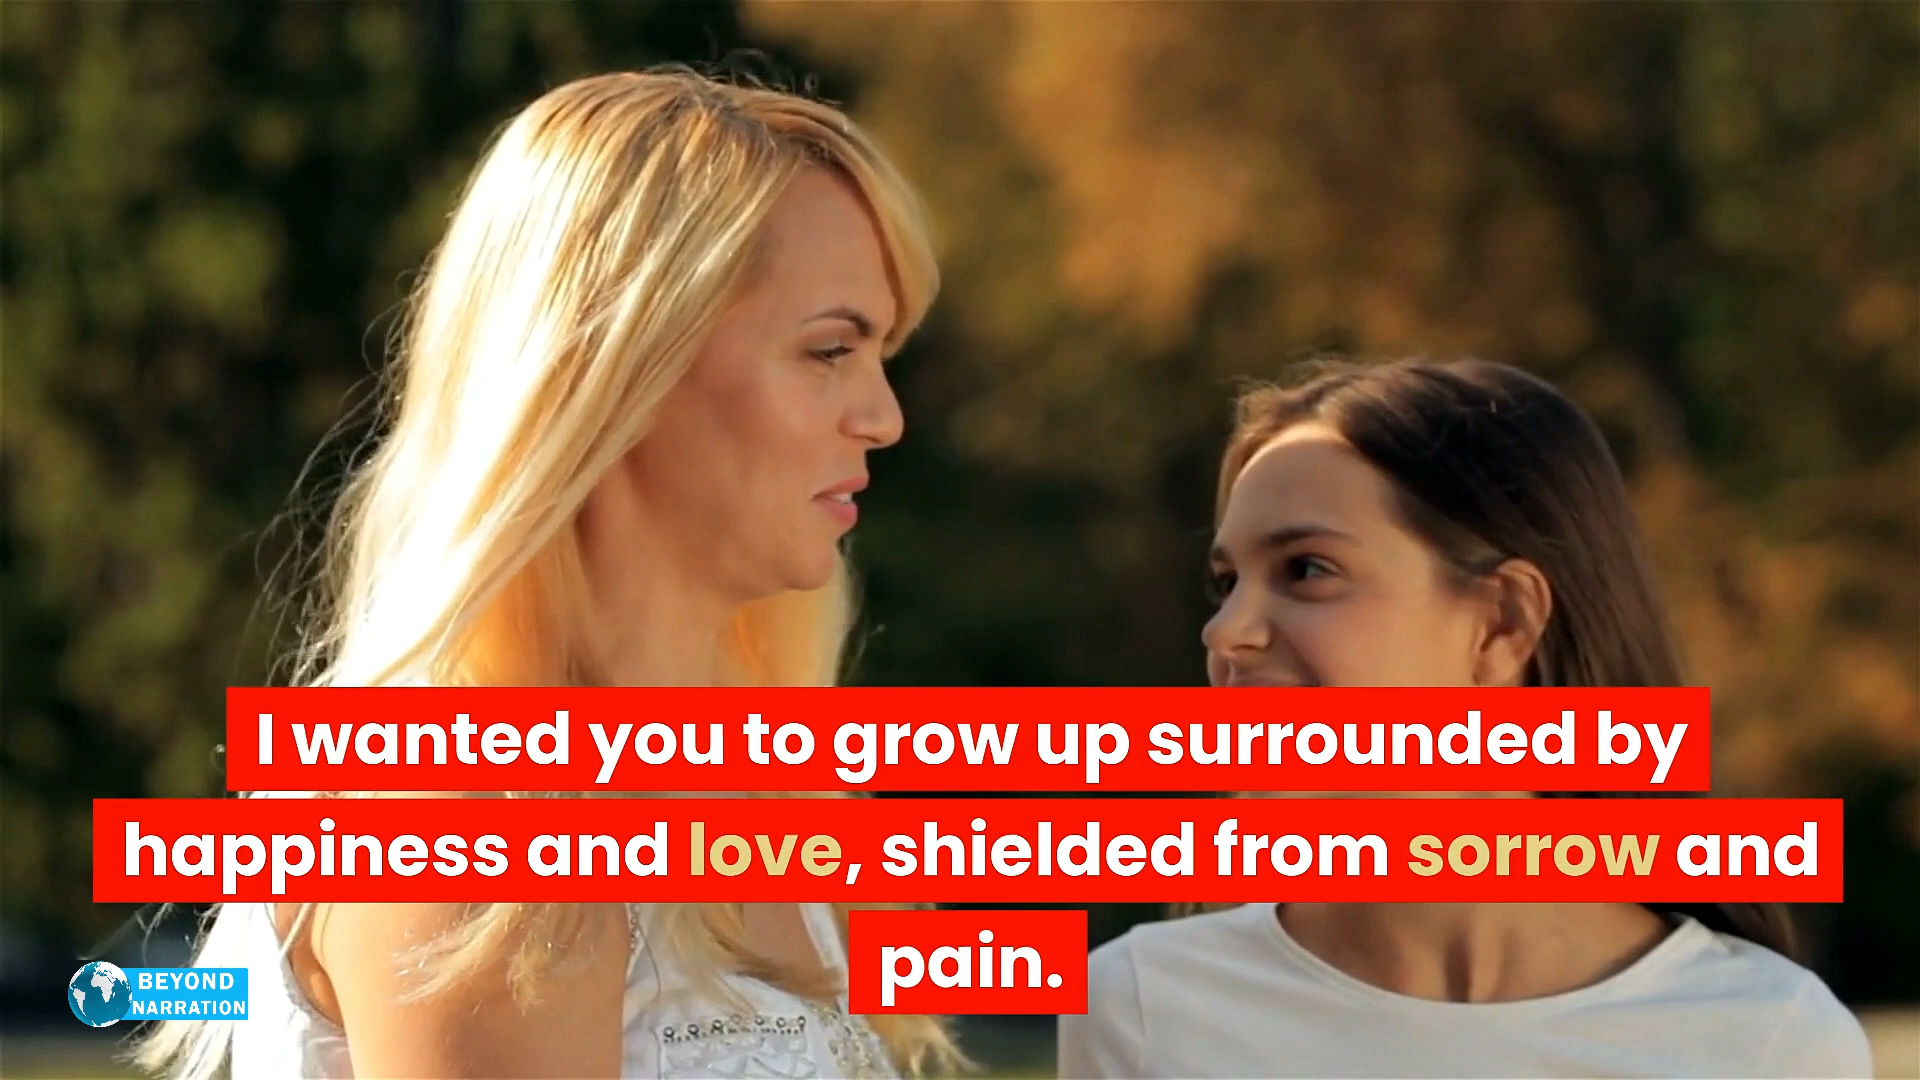 I wanted you to grow up surrounded by
happiness and love, shielded from sorrow and
pain.
BEYOND
NARRATION